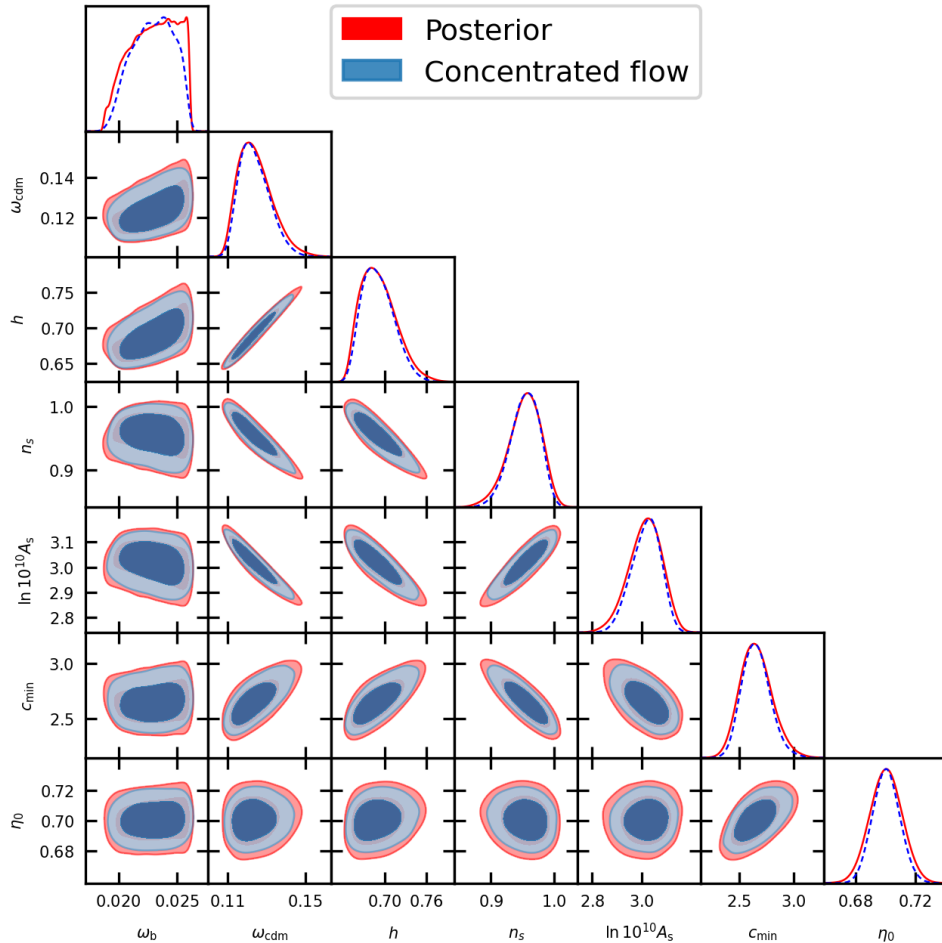 Posterior
Concentrated flow
ω_cdm
0.14
0.12
h
0.75
0.70
0.65
n_s
1.0
0.9
ln 10^10 A_s
3.1
3.0
2.9
2.8
c_min
3.0
2.5
η_0
0.72
0.70
0.68
0.020 0.025 0.11 0.15 0.70 0.76 0.9 1.0 2.8 3.0 2.5 3.0 0.68 0.72
ω_b ω_cdm h n_s ln 10^10 A_s c_min η_0